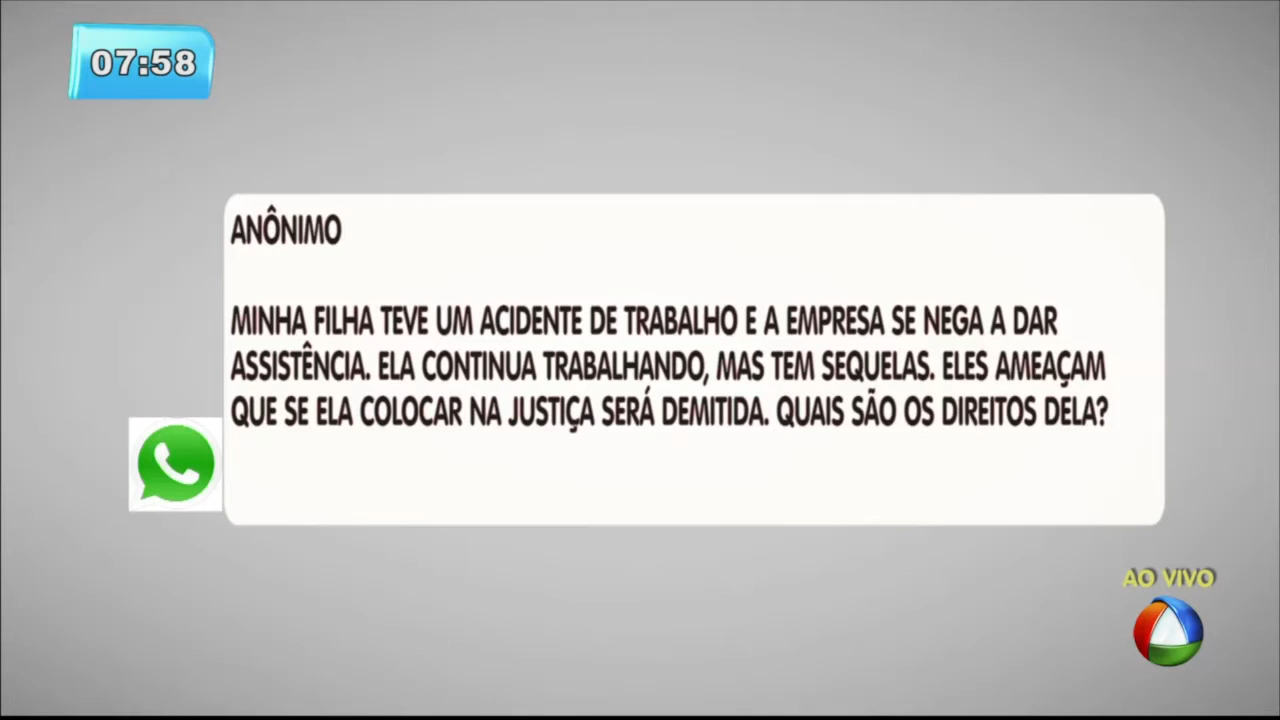 07:58
ANÔNIMO
MINHA FILHA TEVE UM ACIDENTE DE TRABALHO E A EMPRESA SE NEGA A DAR
ASSISTÊNCIA. ELA CONTINUA TRABALHANDO, MAS TEM SEQUELAS. ELES AMEAÇAM
QUE SE ELA COLOCAR NA JUSTIÇA SERÁ DEMITIDA. QUAIS SÃO OS DIREITOS DELA?
AO VIVO